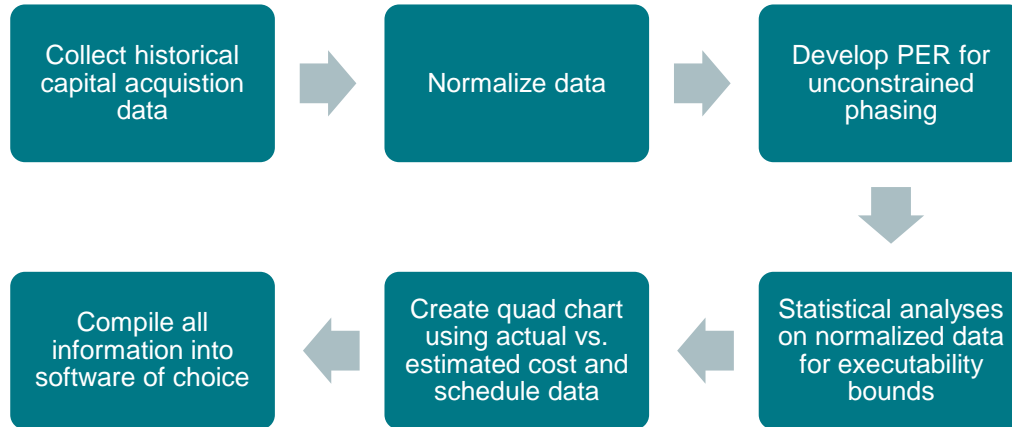 Collect historical
capital acquistion
data
Normalize data
Develop PER for
unconstrained
phasing
Statistical analyses
on normalized data
for executability
bounds
Create quad chart
using actual vs.
estimated cost and
schedule data
Compile all
information into
software of choice